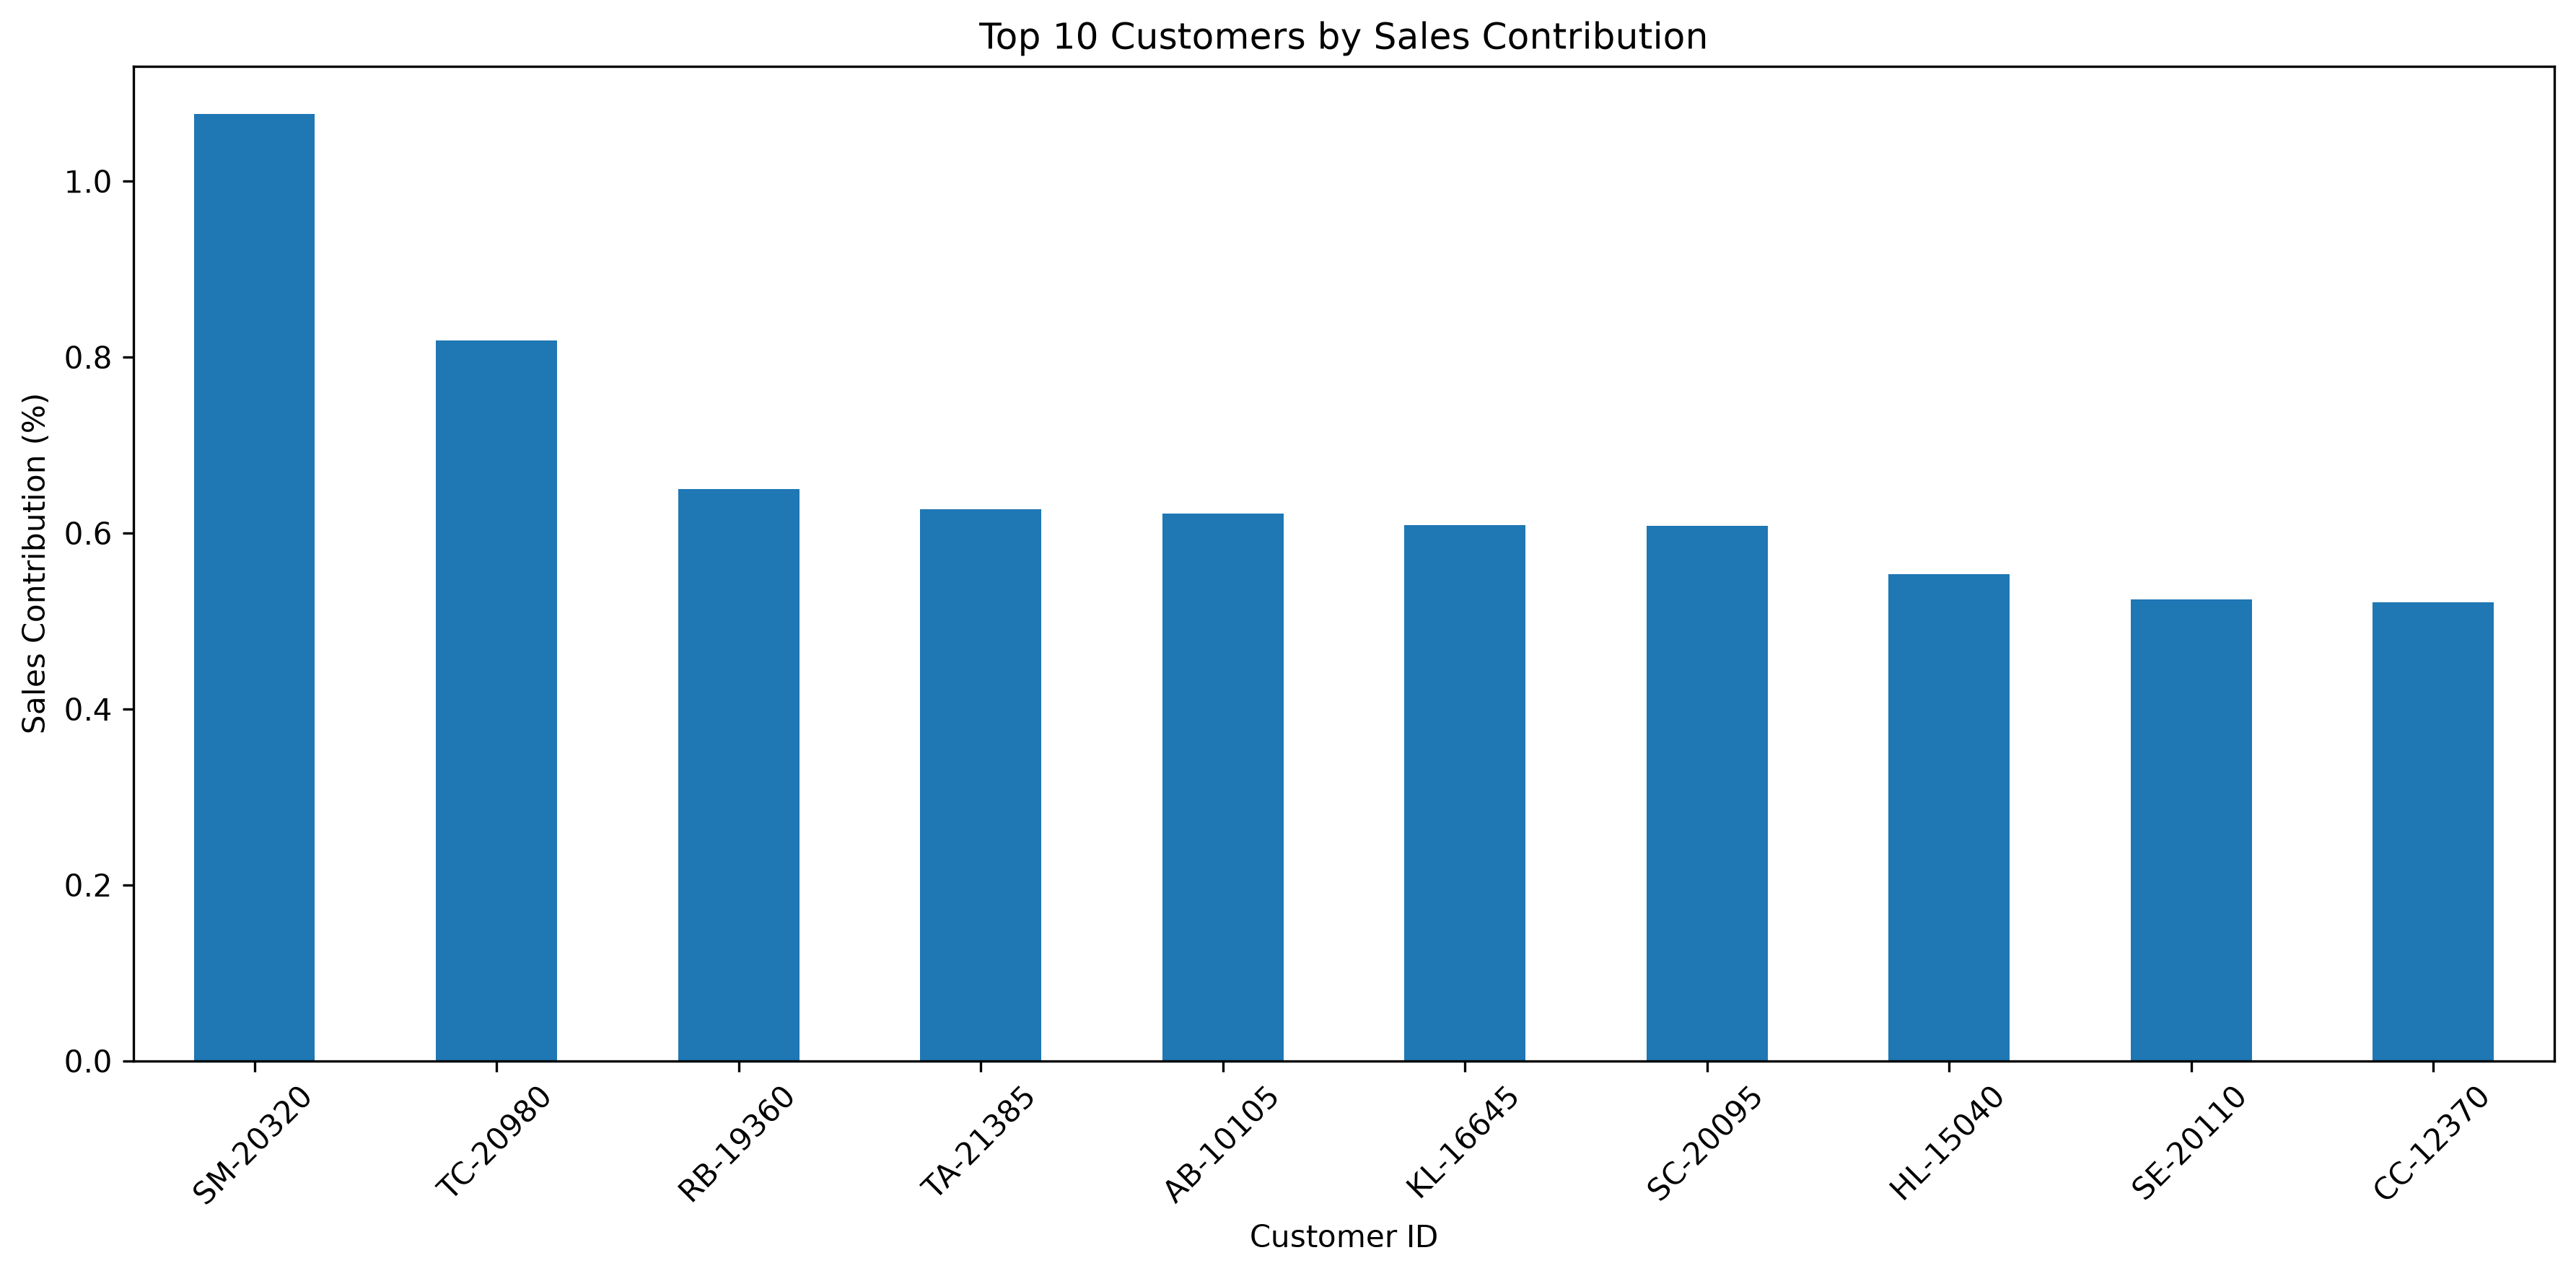 Top 10 Customers by Sales Contribution
Sales Contribution (%)
1.0
0.8
0.6
0.4
0.2
0.0
SM-20320
TC-20980
RB-19360
TA-21385
AB-10105
KL-16645
SC-20095
HL-15040
SE-20110
CC-12370
Customer ID